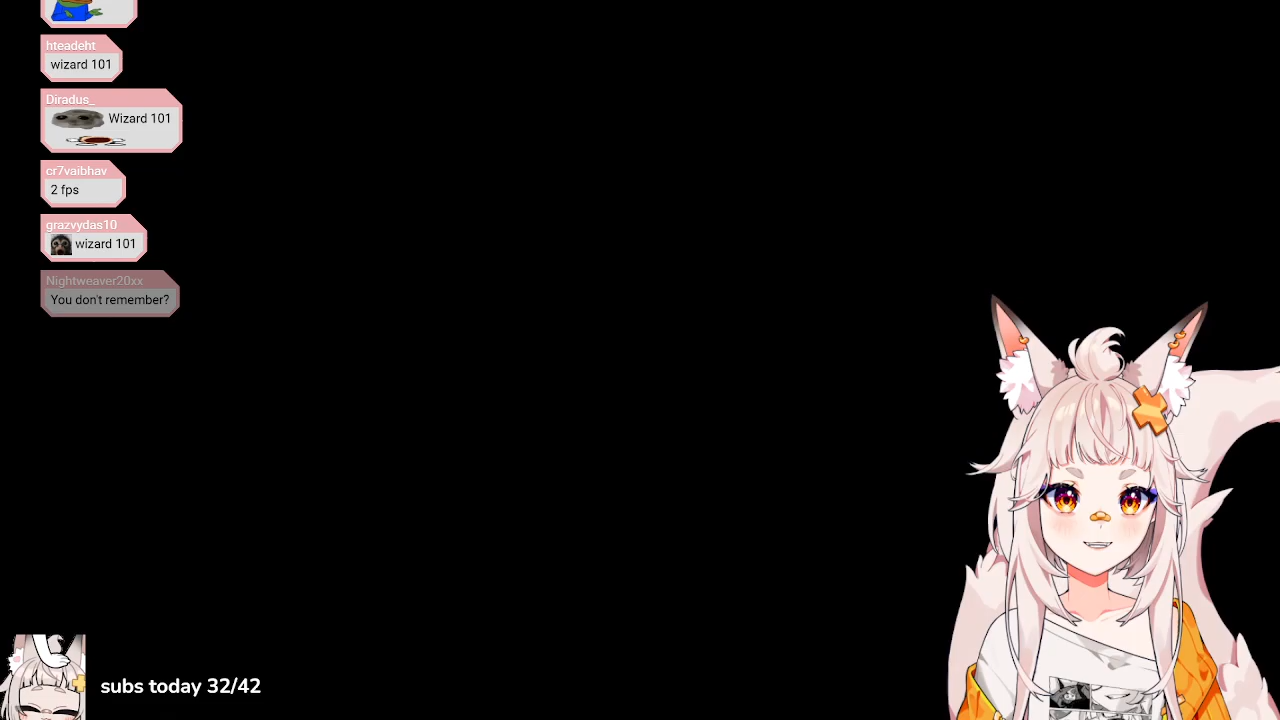 hteadeht
wizard 101
Diradus_
Wizard 101
cr7vaibhav
2 fps
grazvydas10
wizard 101
Nightweaver20xx
You don't remember?
subs today 32/42